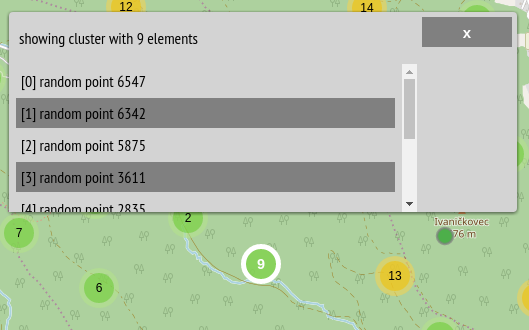 12
14
showing cluster with 9 elements
x
[0] random point 6547
[1] random point 6342
[2] random point 5875
[3] random point 3611
[4] random point 2835
2
7
Ivaničkovec
76 m
9
13
6